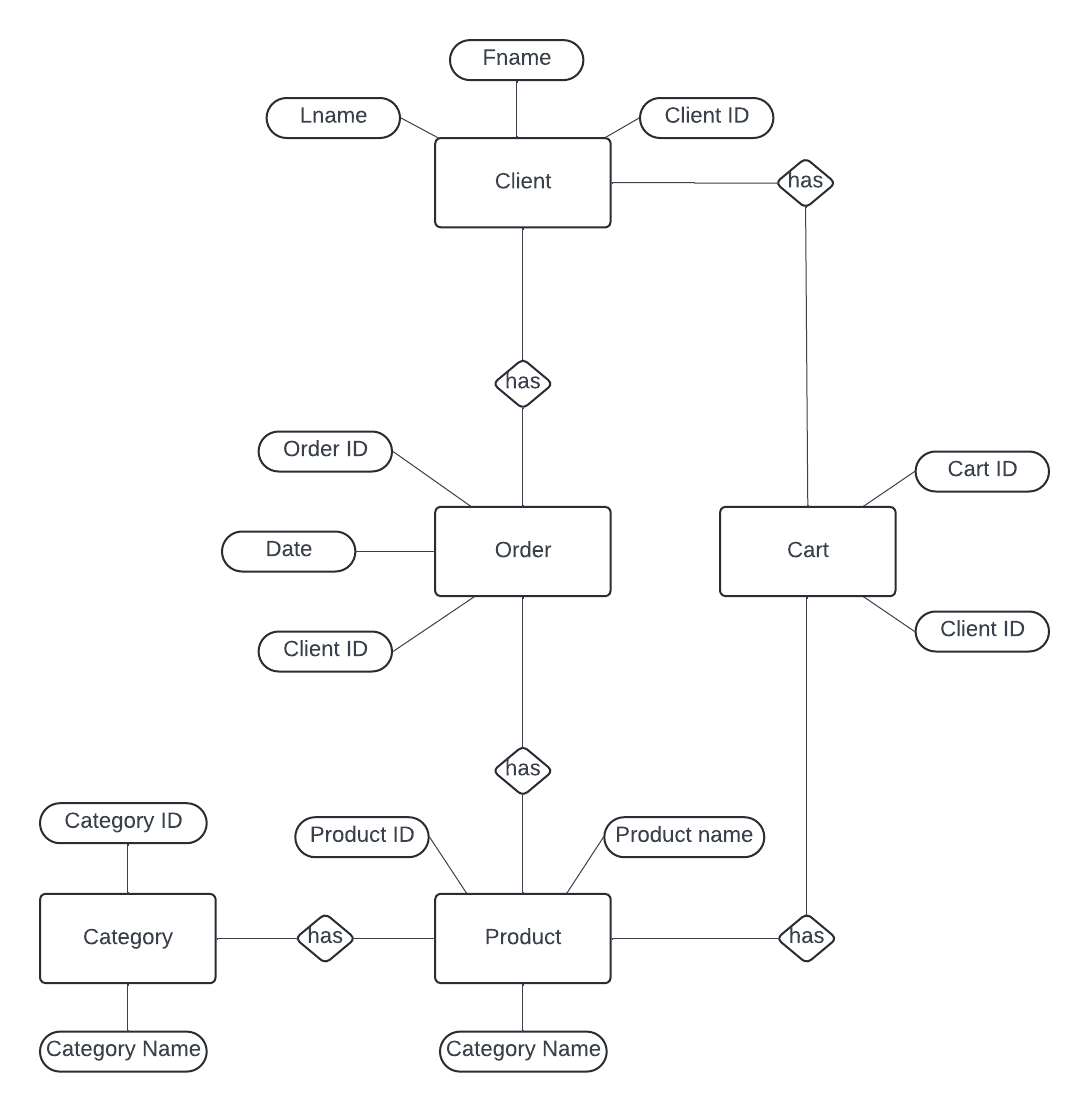 Fname
Lname
Client ID
Client
has
has
Order ID
Cart ID
Date
Order
Cart
Client ID
Client ID
has
Category ID
Product ID
Product name
Category
has
Product
has
Category Name
Category Name